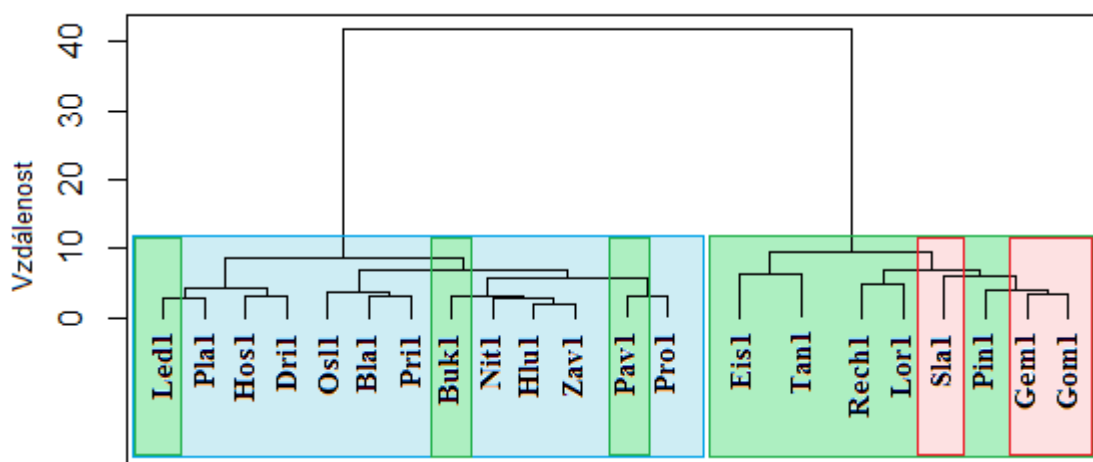 Vzdálenost
40
30
20
10
0
Led1
Pla1
Hos1
Dri1
Osl1
Bla1
Pri1
Buk1
Nit1
Hlu1
Zav1
Pav1
Pro1
Eis1
Tan1
Rech1
Lor1
Sla1
Pin1
Gem1
Gom1